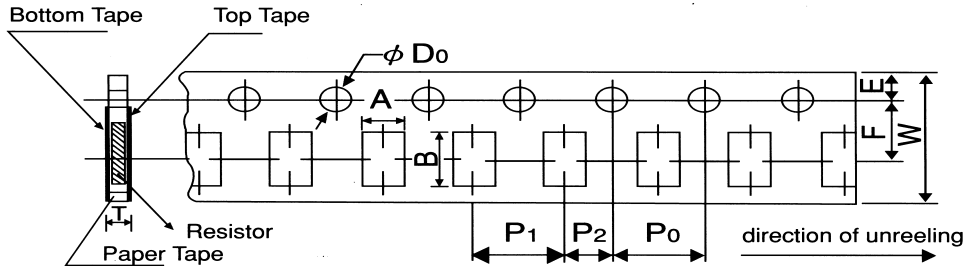 Bottom Tape
Top Tape
ϕ D0
A
B
E
F
W
T
Resistor
Paper Tape
P1
P2
P0
direction of unreeling